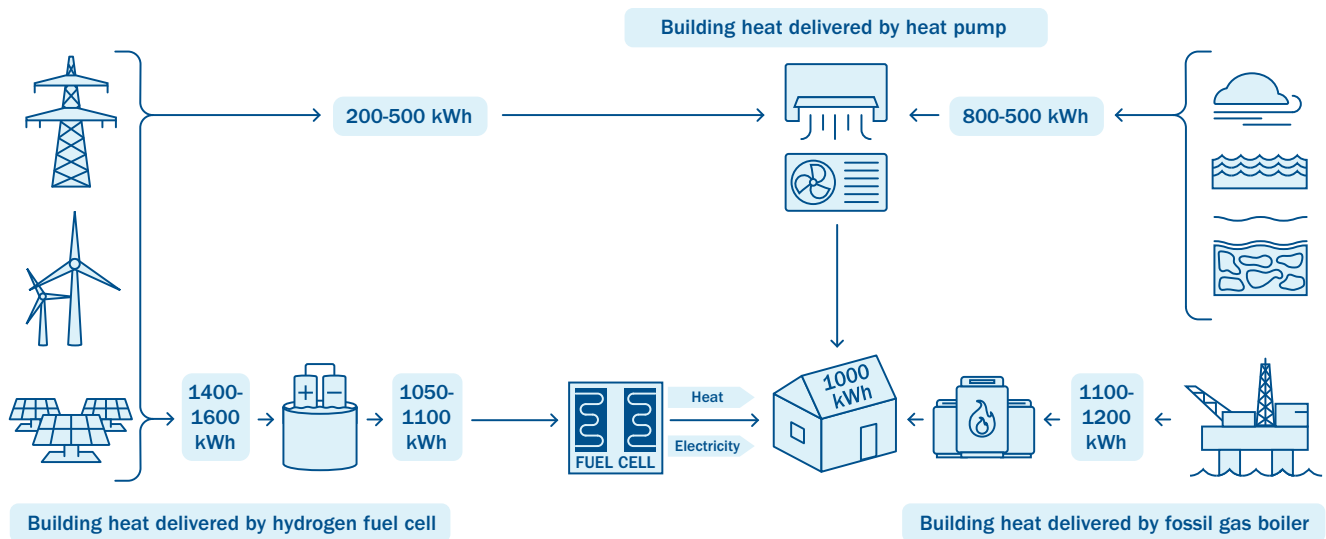 Building heat delivered by heat pump
200-500 kWh
800-500 kWh
1400-
1600
kWh
+ −
1050-
1100
kWh
FUEL CELL
Heat
Electricity
1000
kWh
1100-
1200
kWh
Building heat delivered by hydrogen fuel cell
Building heat delivered by fossil gas boiler